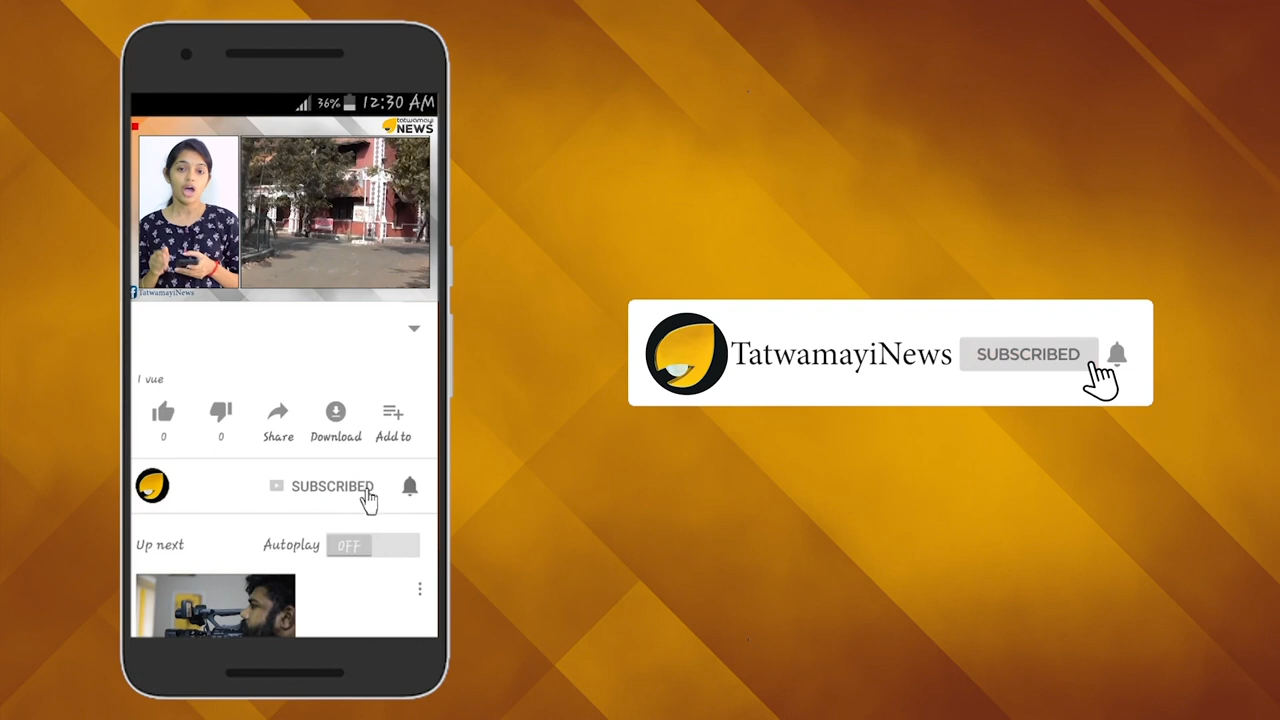 36% 12:30 AM
tatwamayi
NEWS
TatwamayiNews
1 vue
0 0 Share Download Add to
SUBSCRIBED
Up next Autoplay OFF
TatwamayiNews SUBSCRIBED